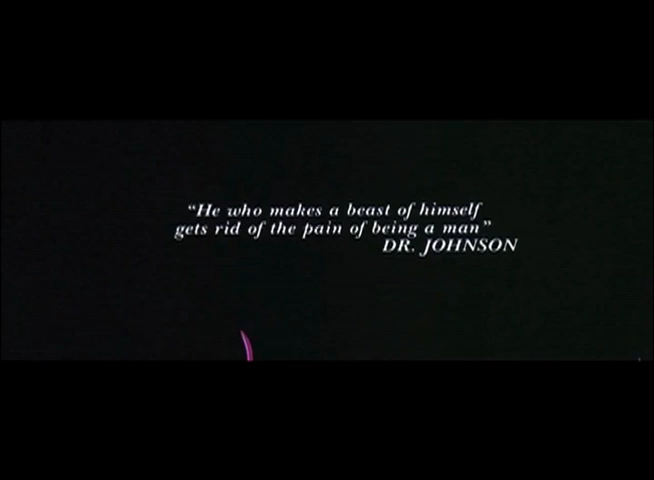 “He who makes a beast of himself
gets rid of the pain of being a man”
DR. JOHNSON